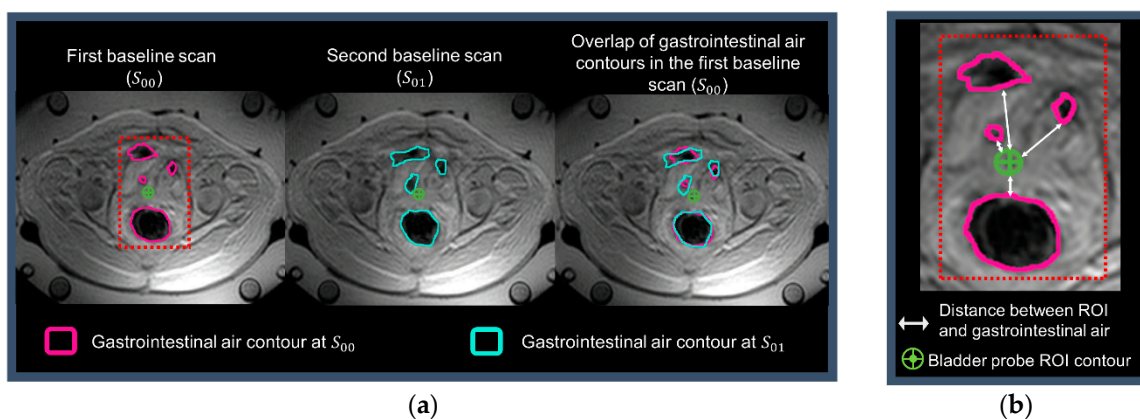 First baseline scan
(S₀₀)
Second baseline scan
(S₀₁)
Overlap of gastrointestinal air
contours in the first baseline
scan (S₀₀)
Gastrointestinal air contour at S₀₀
Gastrointestinal air contour at S₀₁
(a)
Distance between ROI
and gastrointestinal air
Bladder probe ROI contour
(b)